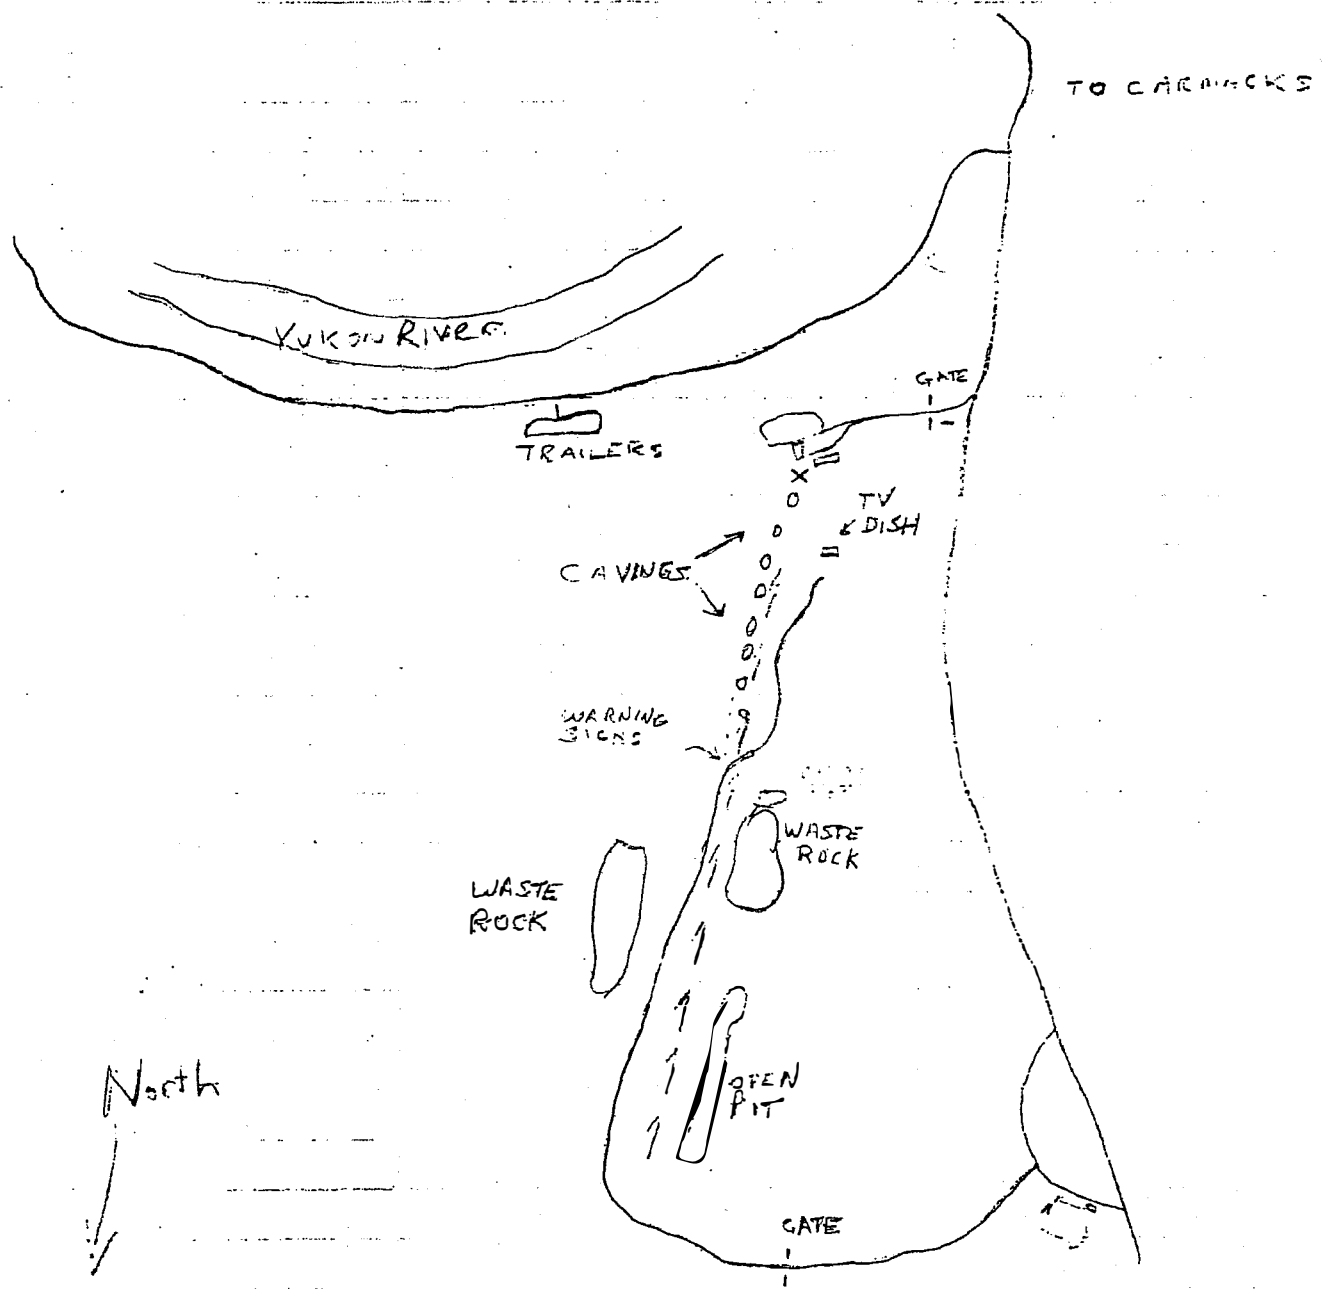 TO CARMACKS
YUKON RIVER
GATE
TRAILERS
TV
DISH
CAVINGS
WARNING
SIGNS
WASTE
ROCK
WASTE
ROCK
North
OPEN
PIT
GATE